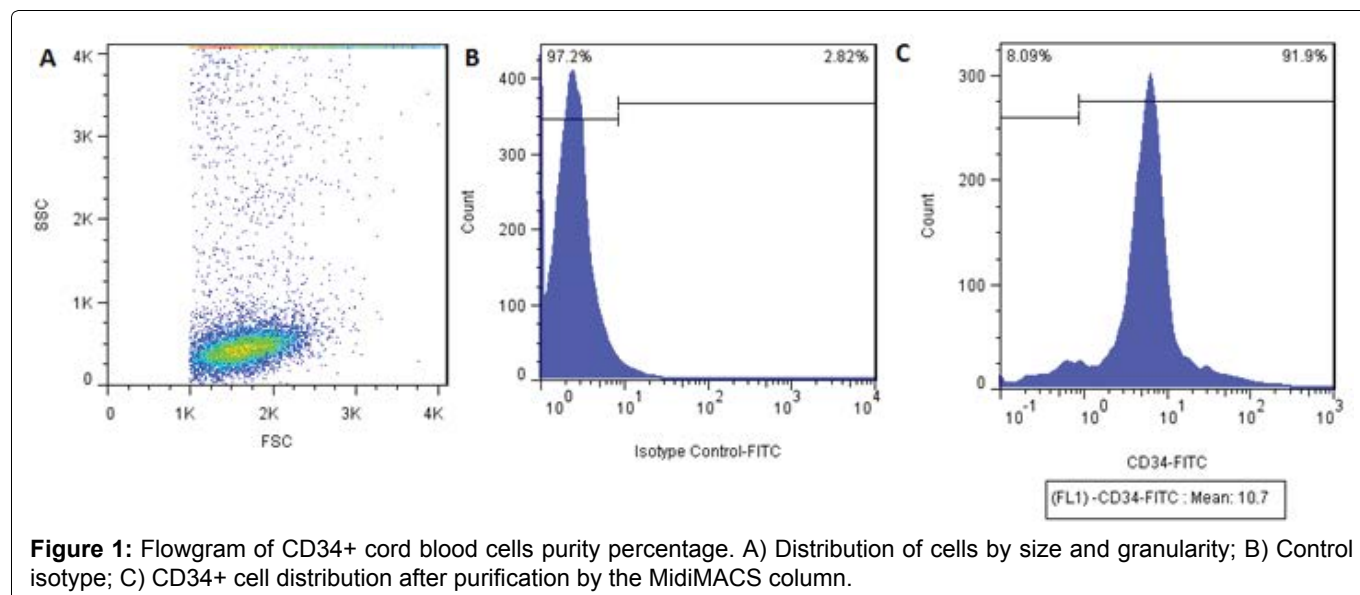 A
4K
3K
2K
1K
0
SSC
0 1K 2K 3K 4K
FSC
B
97.2% 2.82%
400
300
200
100
0
Count
10^0 10^1 10^2 10^3 10^4
Isotype Control-FITC
C
8.09% 91.9%
300
200
100
0
Count
10^-1 10^0 10^1 10^2 10^3
CD34-FITC
(FL1) -CD34-FITC : Mean: 10.7
Figure 1: Flowgram of CD34+ cord blood cells purity percentage. A) Distribution of cells by size and granularity; B) Control
isotype; C) CD34+ cell distribution after purification by the MidiMACS column.